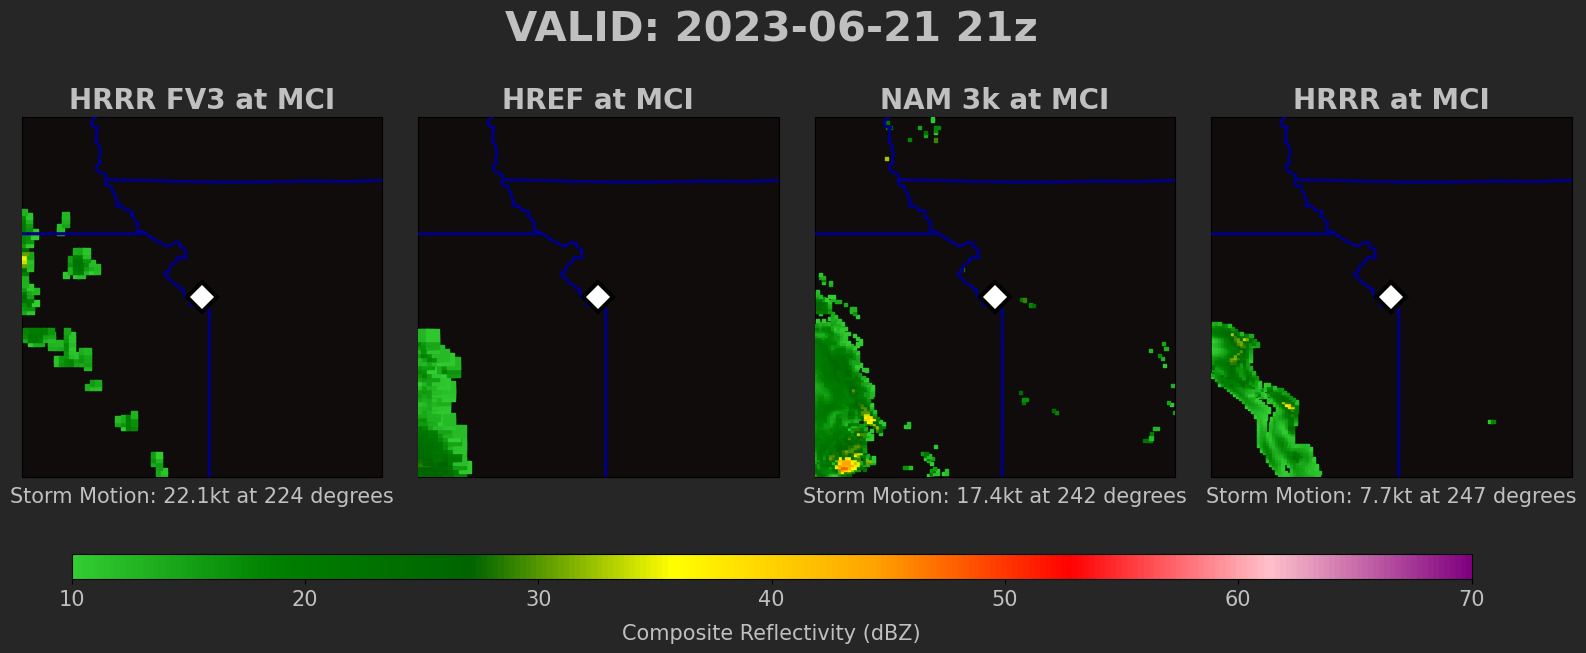 VALID: 2023-06-21 21z
HRRR FV3 at MCI
HREF at MCI
NAM 3k at MCI
HRRR at MCI
Storm Motion: 22.1kt at 224 degrees
Storm Motion: 17.4kt at 242 degrees
Storm Motion: 7.7kt at 247 degrees
10 20 30 40 50 60 70
Composite Reflectivity (dBZ)